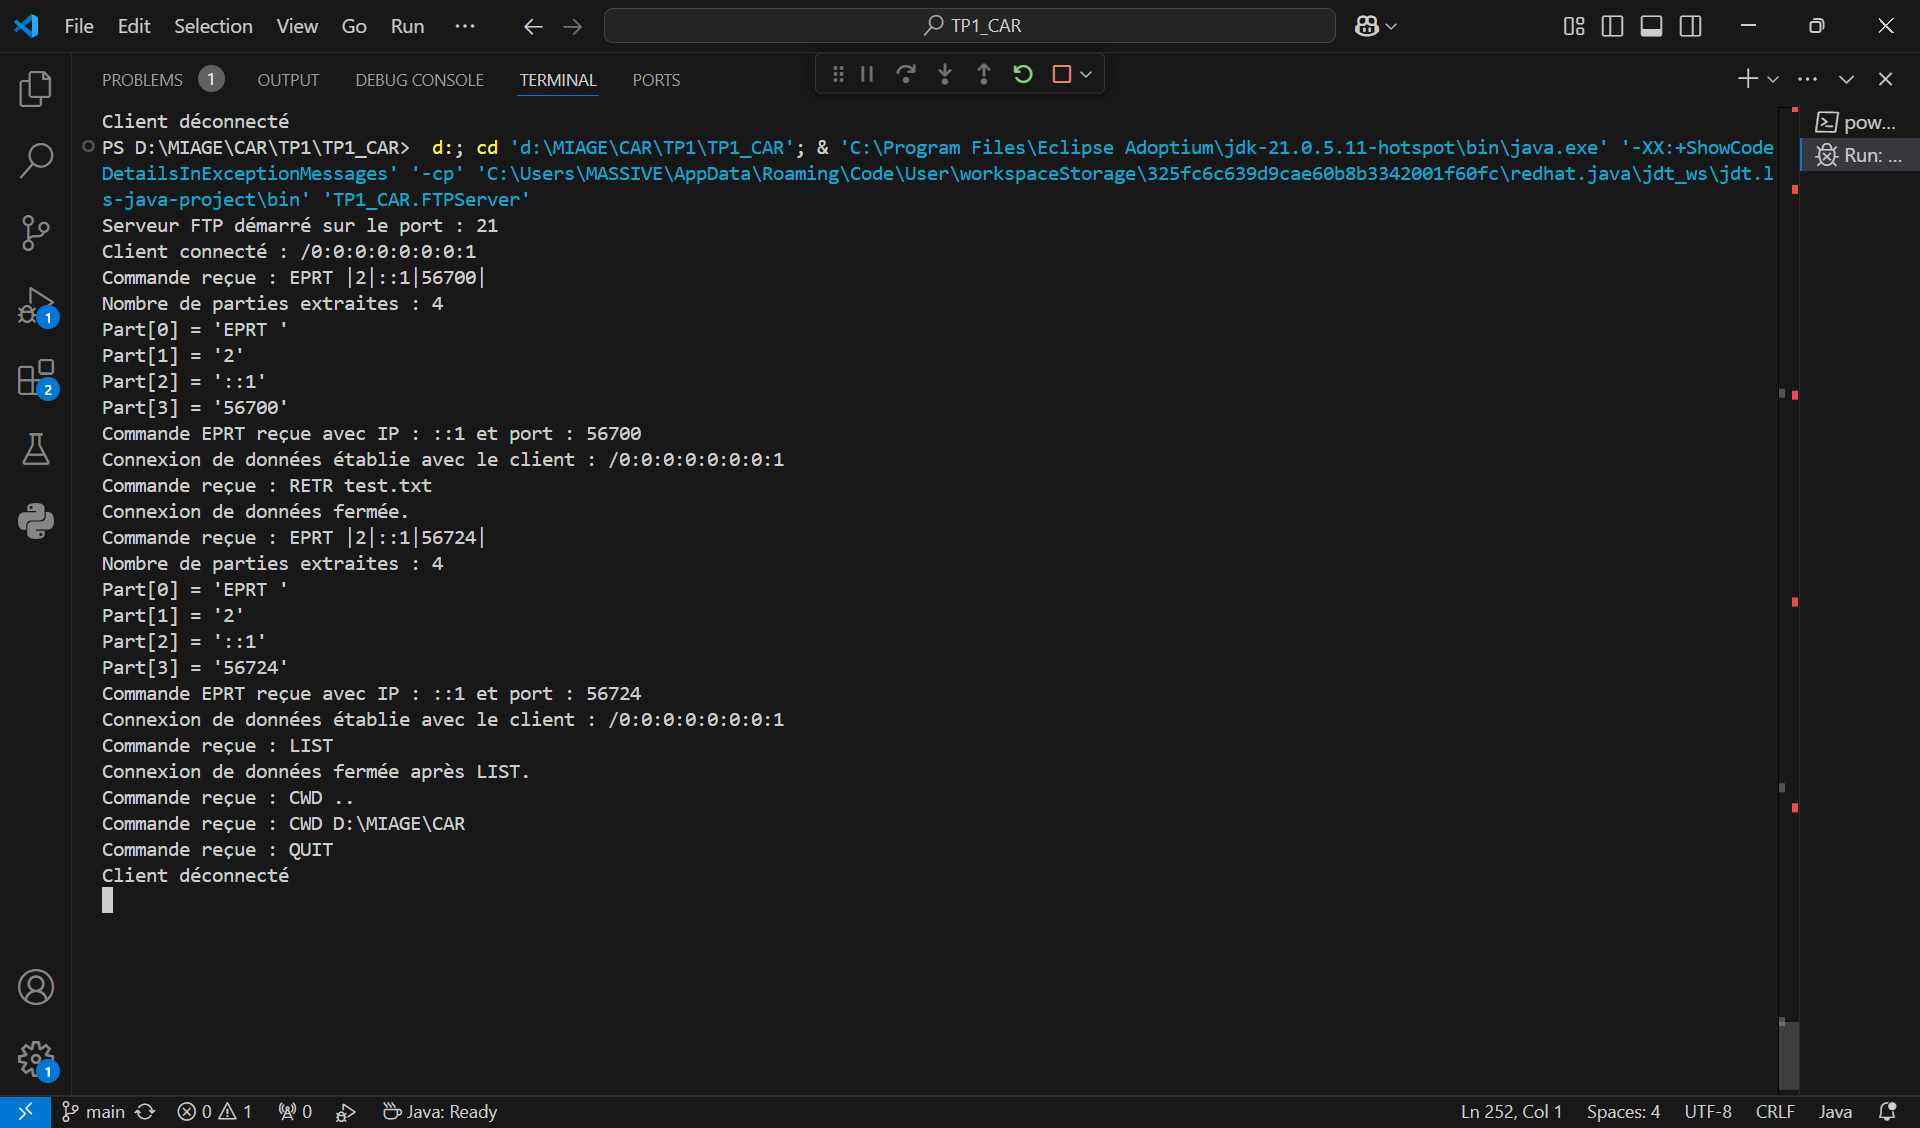 File Edit Selection View Go Run ··· TP1_CAR
PROBLEMS 1 OUTPUT DEBUG CONSOLE TERMINAL PORTS
Client déconnecté
PS D:\MIAGE\CAR\TP1\TP1_CAR>  d:; cd 'd:\MIAGE\CAR\TP1\TP1_CAR'; & 'C:\Program Files\Eclipse Adoptium\jdk-21.0.5.11-hotspot\bin\java.exe' '-XX:+ShowCode
DetailsInExceptionMessages' '-cp' 'C:\Users\MASSIVE\AppData\Roaming\Code\User\workspaceStorage\325fc6c639d9cae60b8b3342001f60fc\redhat.java\jdt_ws\jdt.l
s-java-project\bin' 'TP1_CAR.FTPServer'
Serveur FTP démarré sur le port : 21
Client connecté : /0:0:0:0:0:0:0:1
Commande reçue : EPRT |2|::1|56700|
Nombre de parties extraites : 4
Part[0] = 'EPRT '
Part[1] = '2'
Part[2] = '::1'
Part[3] = '56700'
Commande EPRT reçue avec IP : ::1 et port : 56700
Connexion de données établie avec le client : /0:0:0:0:0:0:0:1
Commande reçue : RETR test.txt
Connexion de données fermée.
Commande reçue : EPRT |2|::1|56724|
Nombre de parties extraites : 4
Part[0] = 'EPRT '
Part[1] = '2'
Part[2] = '::1'
Part[3] = '56724'
Commande EPRT reçue avec IP : ::1 et port : 56724
Connexion de données établie avec le client : /0:0:0:0:0:0:0:1
Commande reçue : LIST
Connexion de données fermée après LIST.
Commande reçue : CWD ..
Commande reçue : CWD D:\MIAGE\CAR
Commande reçue : QUIT
Client déconnecté
pow...
Run: ...
1
2
1
main 0 1 0 Java: Ready Ln 252, Col 1 Spaces: 4 UTF-8 CRLF Java